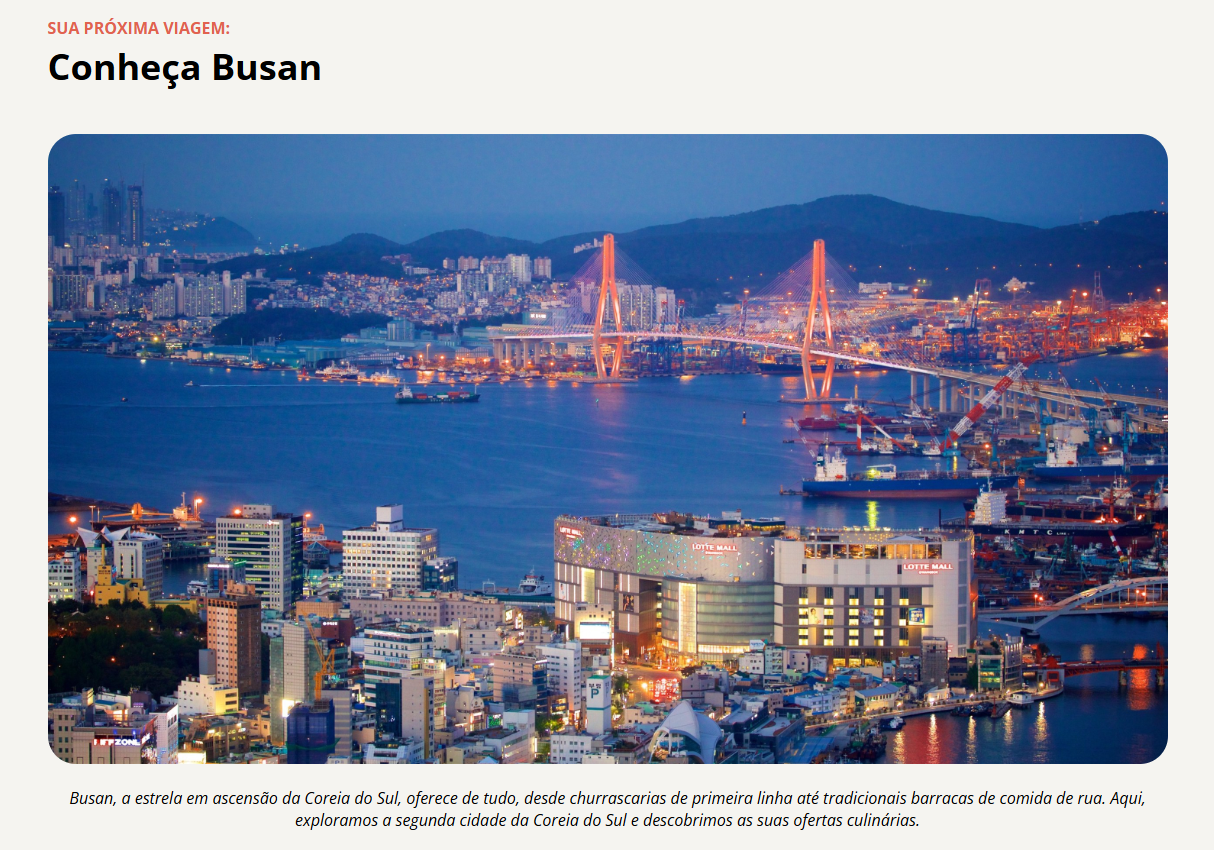 SUA PRÓXIMA VIAGEM:
Conheça Busan
LOTTE MALL
LOTTE MALL
P
Busan, a estrela em ascensão da Coreia do Sul, oferece de tudo, desde churrascarias de primeira linha até tradicionais barracas de comida de rua. Aqui,
exploramos a segunda cidade da Coreia do Sul e descobrimos as suas ofertas culinárias.